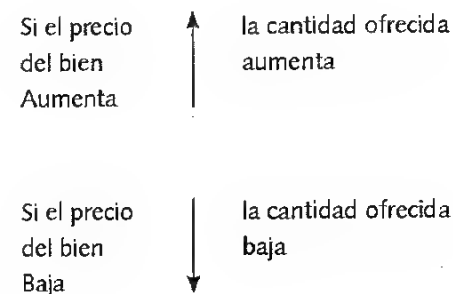 Si el precio
del bien
Aumenta
la cantidad ofrecida
aumenta
Si el precio
del bien
Baja
la cantidad ofrecida
baja